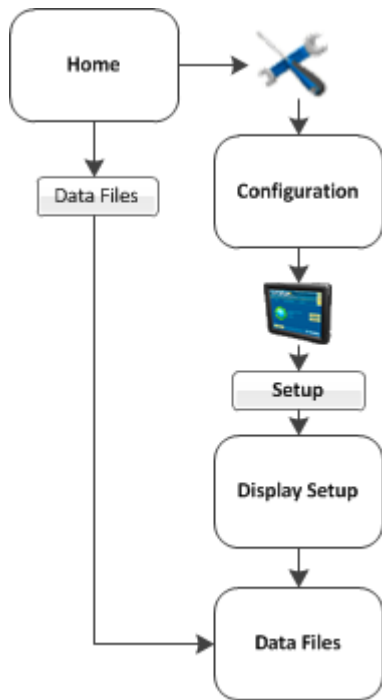 Home
Data Files
Configuration
Setup
Display Setup
Data Files